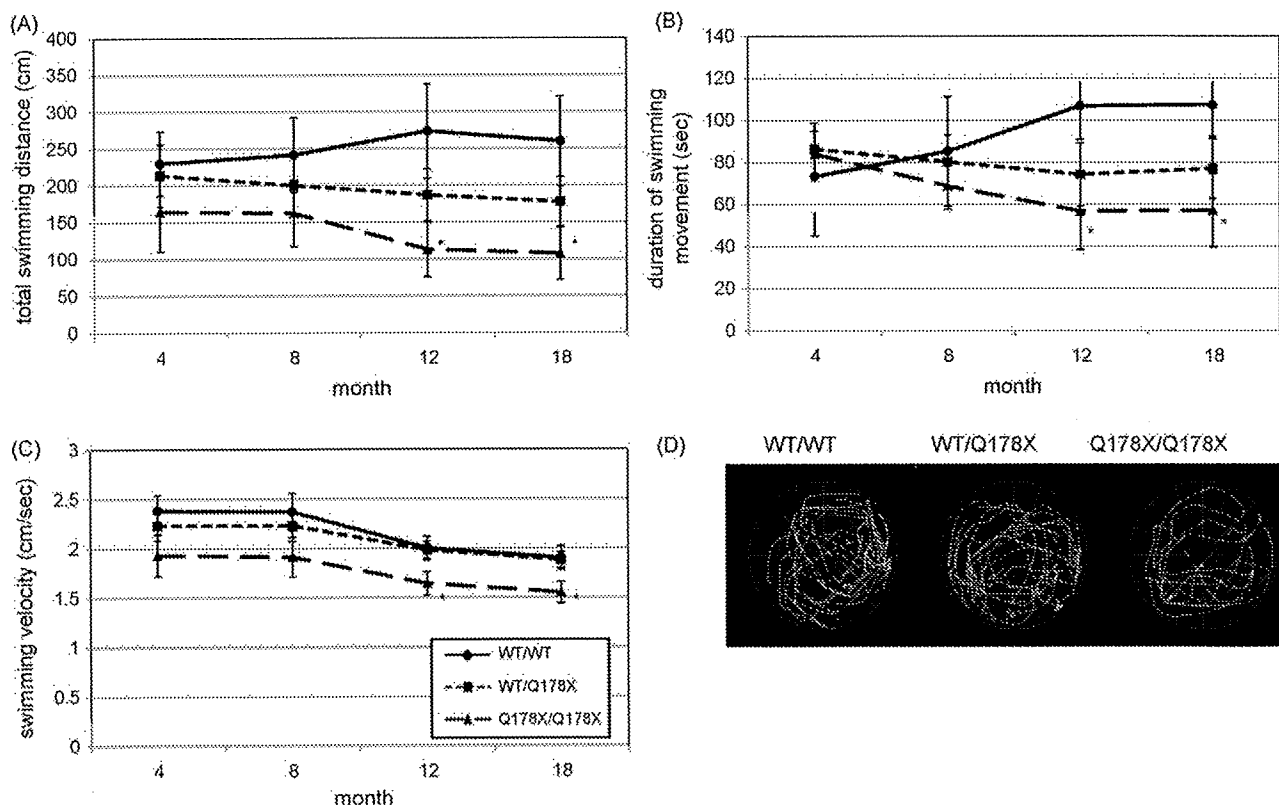 (A)
total swimming distance (cm)
400
350
300
250
200
150
100
50
0
4 8 12 18
month
(B)
duration of swimming
movement (sec)
140
120
100
80
60
40
20
0
4 8 12 18
month
(C)
swimming velocity (cm/sec)
3
2.5
2
1.5
1
0.5
0
4 8 12 18
month
WT/WT
WT/Q178X
Q178X/Q178X
(D)
WT/WT WT/Q178X Q178X/Q178X